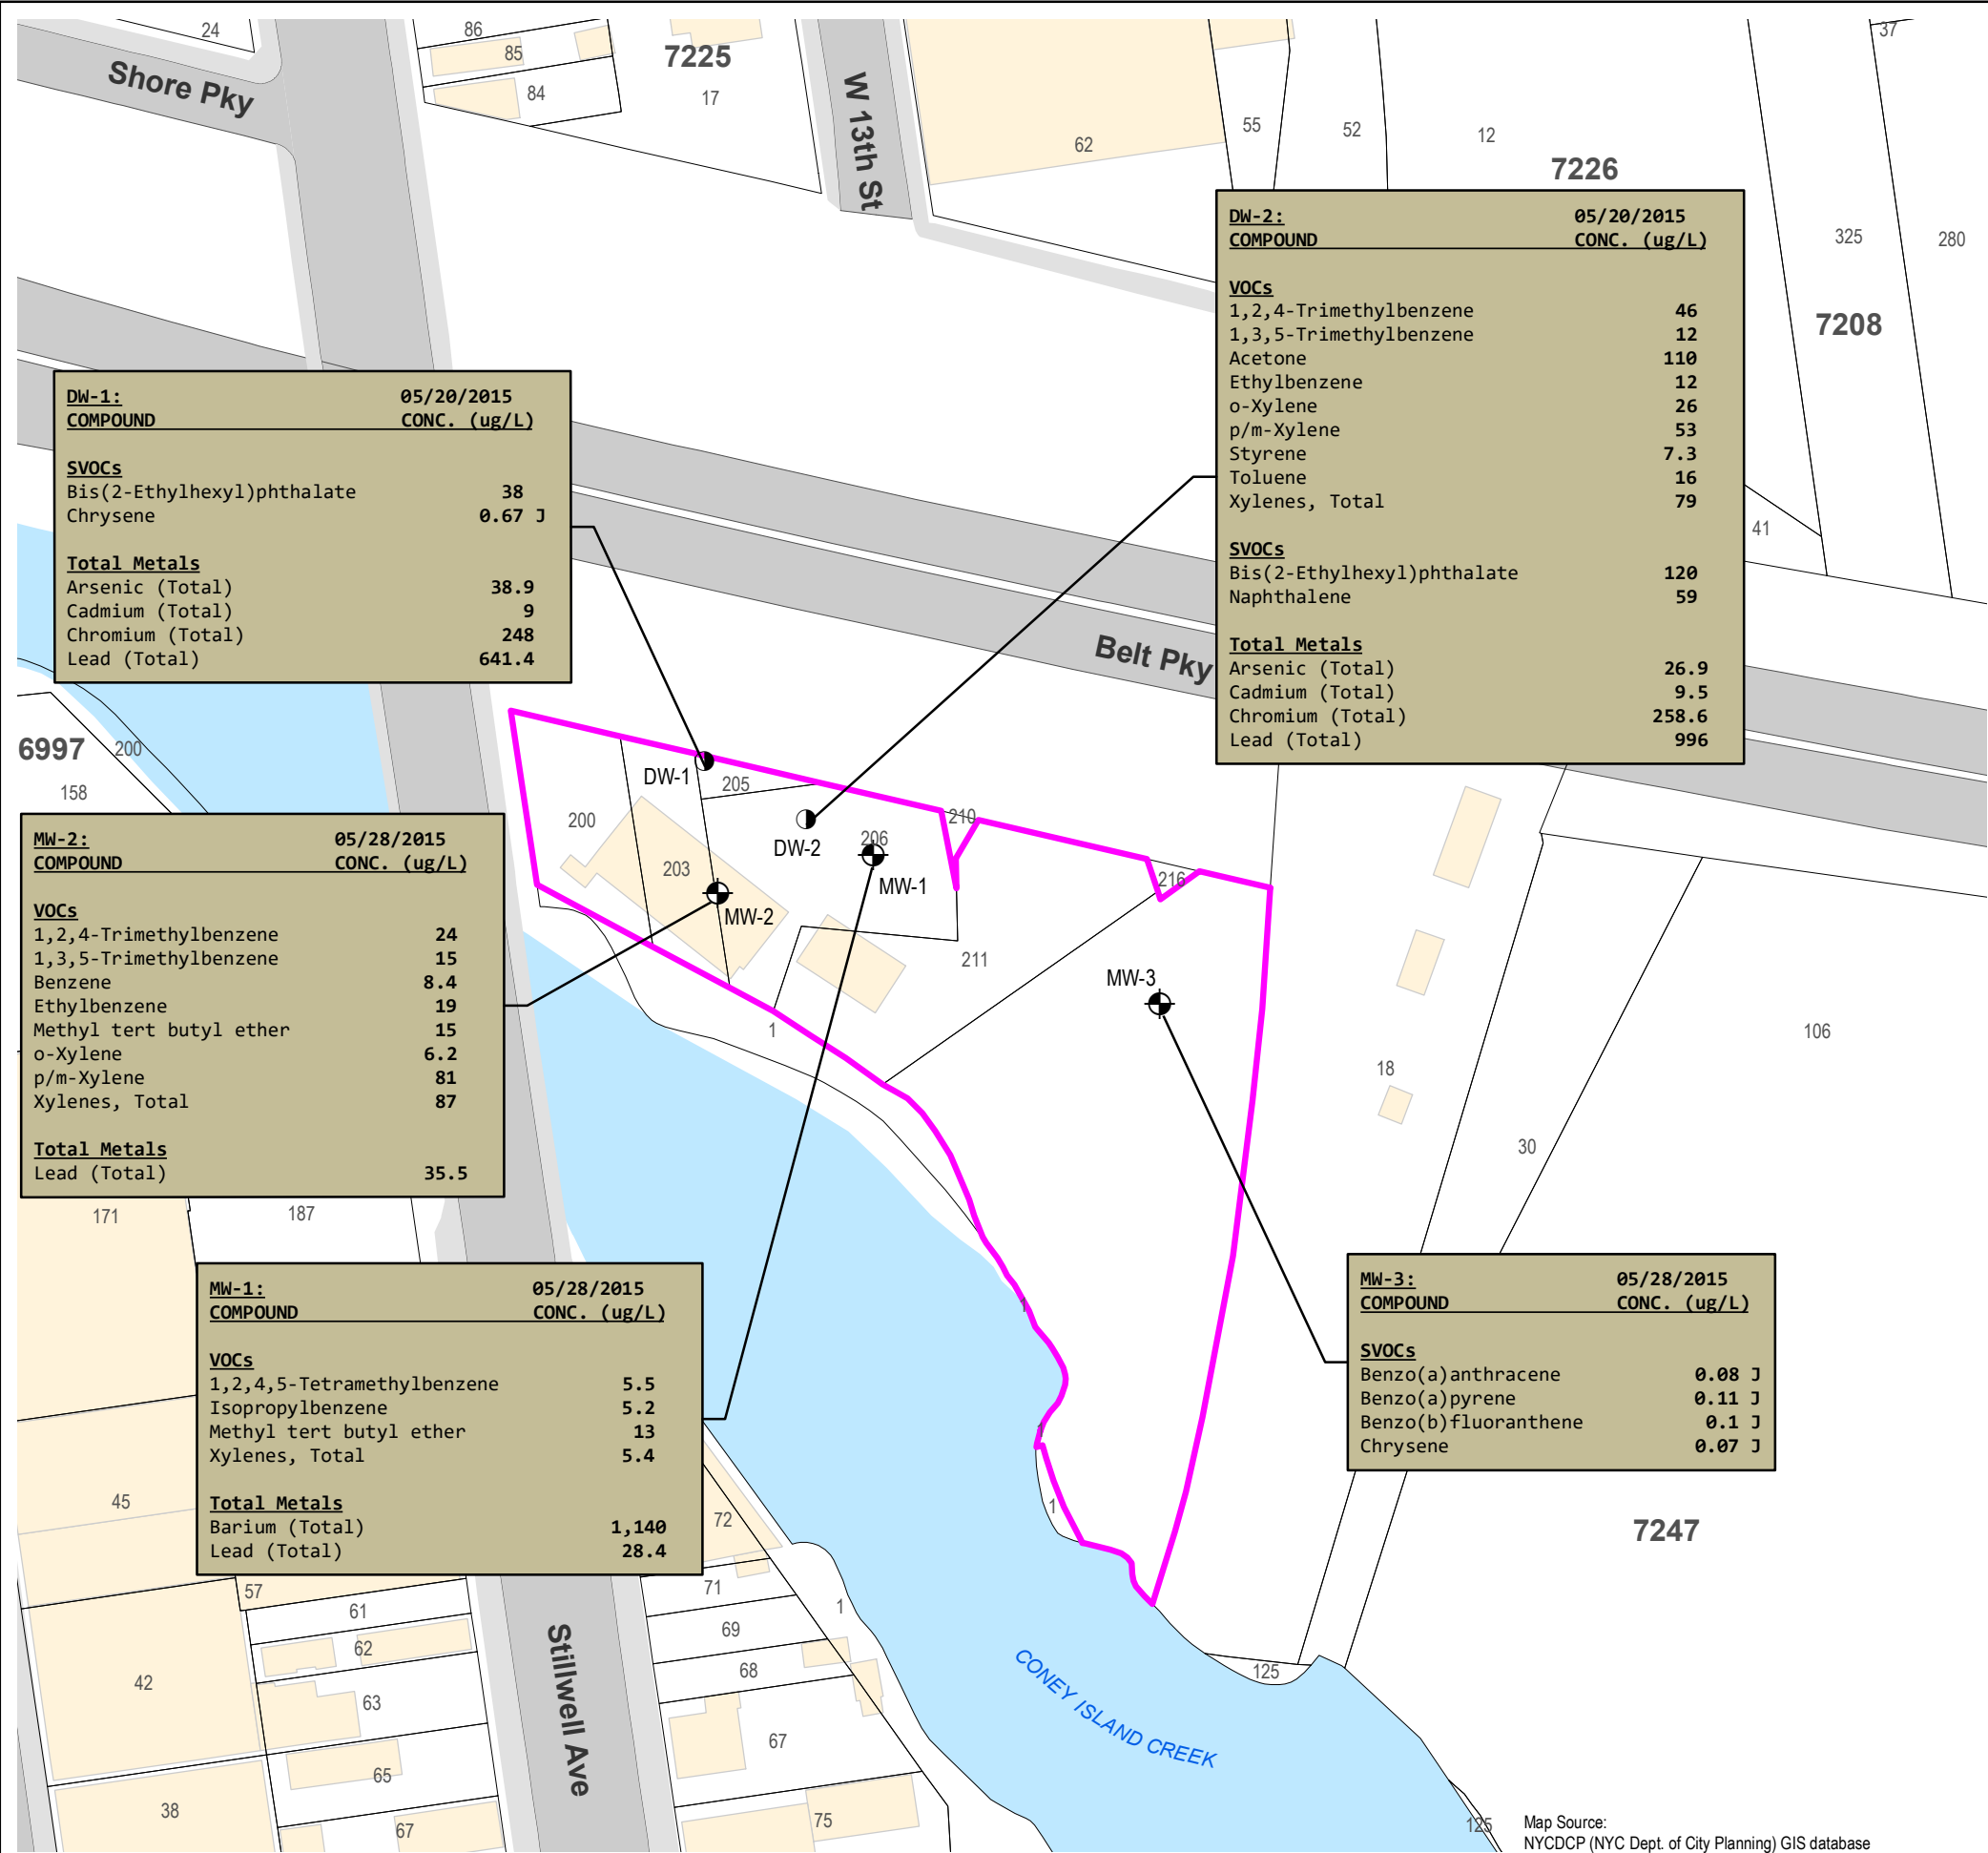 24
86
85
84
7225
17
Shore Pky
W 13th St
62
55
52
12
37
7226
325
280
7208
41
DW-2: 05/20/2015
COMPOUND CONC. (ug/L)
VOCs
1,2,4-Trimethylbenzene 46
1,3,5-Trimethylbenzene 12
Acetone 110
Ethylbenzene 12
o-Xylene 26
p/m-Xylene 53
Styrene 7.3
Toluene 16
Xylenes, Total 79
SVOCs
Bis(2-Ethylhexyl)phthalate 120
Naphthalene 59
Total Metals
Arsenic (Total) 26.9
Cadmium (Total) 9.5
Chromium (Total) 258.6
Lead (Total) 996
DW-1: 05/20/2015
COMPOUND CONC. (ug/L)
SVOCs
Bis(2-Ethylhexyl)phthalate 38
Chrysene 0.67 J
Total Metals
Arsenic (Total) 38.9
Cadmium (Total) 9
Chromium (Total) 248
Lead (Total) 641.4
Belt Pky
6997
200
158
DW-1
205
200
203
DW-2
206
MW-1
MW-2
210
216
211
MW-3
1
18
106
30
MW-2: 05/28/2015
COMPOUND CONC. (ug/L)
VOCs
1,2,4-Trimethylbenzene 24
1,3,5-Trimethylbenzene 15
Benzene 8.4
Ethylbenzene 19
Methyl tert butyl ether 15
o-Xylene 6.2
p/m-Xylene 81
Xylenes, Total 87
Total Metals
Lead (Total) 35.5
171
187
MW-1: 05/28/2015
COMPOUND CONC. (ug/L)
VOCs
1,2,4,5-Tetramethylbenzene 5.5
Isopropylbenzene 5.2
Methyl tert butyl ether 13
Xylenes, Total 5.4
Total Metals
Barium (Total) 1,140
Lead (Total) 28.4
MW-3: 05/28/2015
COMPOUND CONC. (ug/L)
SVOCs
Benzo(a)anthracene 0.08 J
Benzo(a)pyrene 0.11 J
Benzo(b)fluoranthene 0.1 J
Chrysene 0.07 J
1
1
1
7247
45
72
57
71
61
1
69
62
68
42
63
67
65
38
67
75
Stillwell Ave
CONEY ISLAND CREEK
125
125
Map Source:
NYCDCP (NYC Dept. of City Planning) GIS database